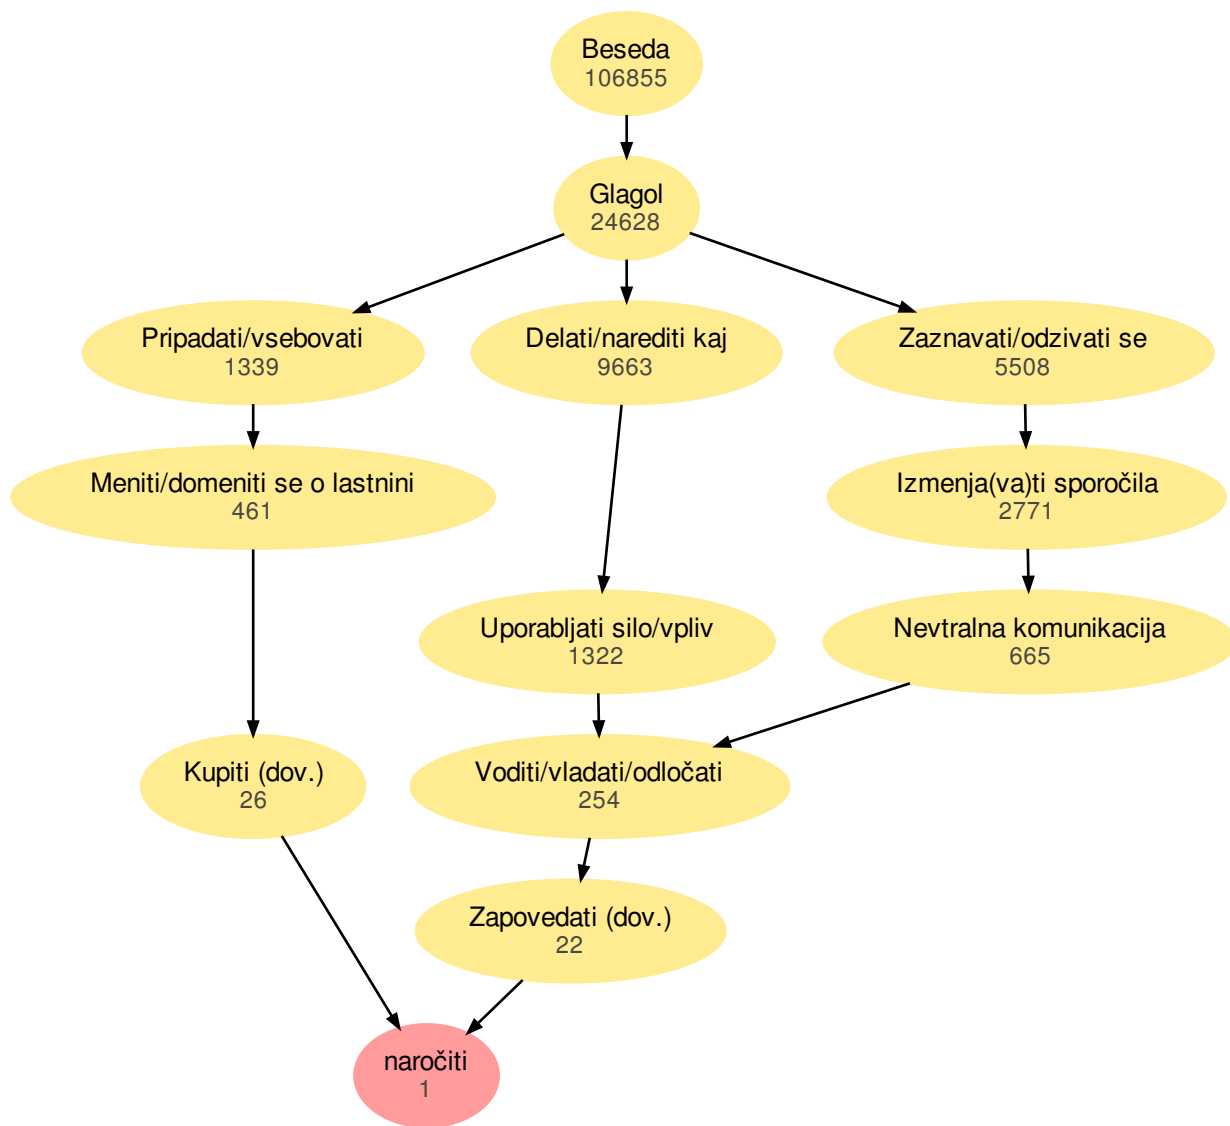 Beseda
106855
Glagol
24628
Pripadati/vsebovati
1339
Delati/narediti kaj
9663
Zaznavati/odzivati se
5508
Meniti/domeniti se o lastnini
461
Izmenja(va)ti sporočila
2771
Uporabljati silo/vpliv
1322
Nevtralna komunikacija
665
Kupiti (dov.)
26
Voditi/vladati/odločati
254
Zapovedati (dov.)
22
naročiti
1